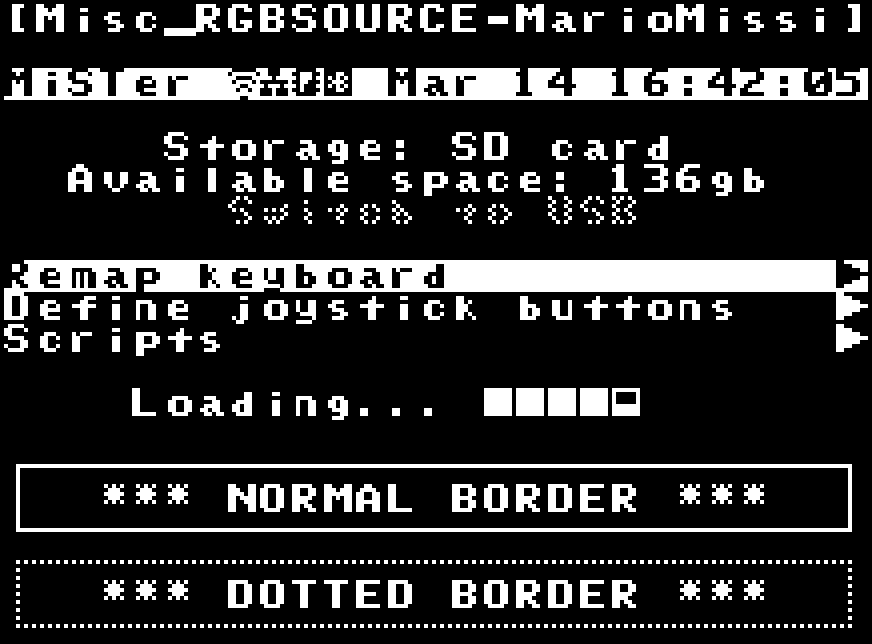 [Misc_RGBSOURCE-MarioMissi]
MiSTer Mar 14 16:42:05
Storage: SD card
Available space: 136gb
Switch to USB
Remap keyboard
Define joystick buttons
Scripts
Loading...
*** NORMAL BORDER ***
*** DOTTED BORDER ***